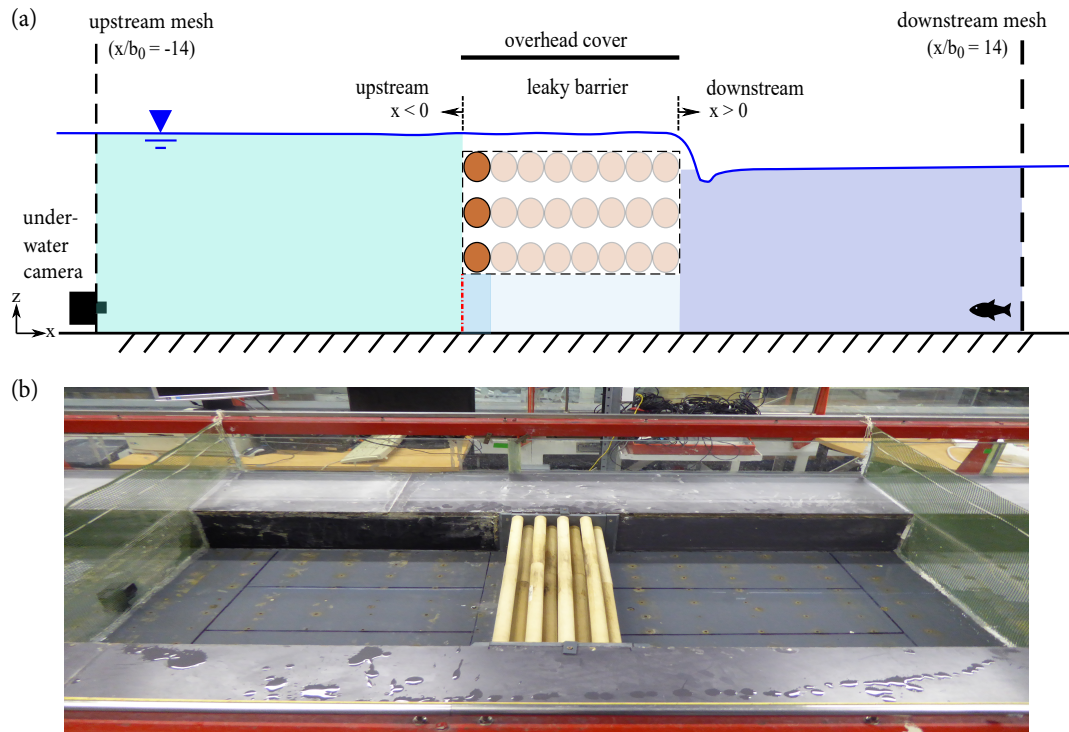 (a)
upstream mesh
(x/b0 = -14)
downstream mesh
(x/b0 = 14)
overhead cover
upstream
x < 0
leaky barrier
downstream
x > 0
under-
water
camera
z
x
(b)